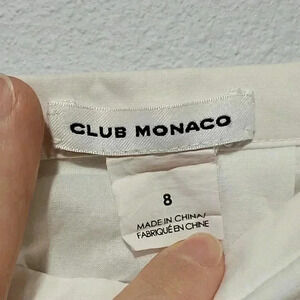 CLUB MONACO
8
MADE IN CHINA/
FABRIQUÉ EN CHINE